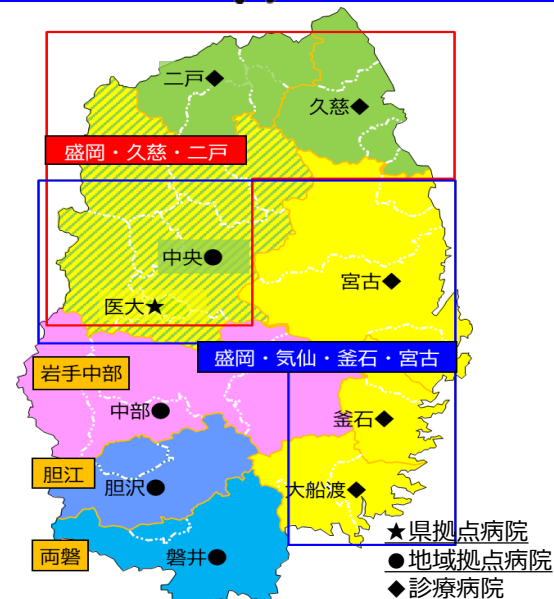 二戸◆
久慈◆
盛岡・久慈・二戸
中央●
宮古◆
医大★
盛岡・気仙・釜石・宮古
岩手中部
中部●
釜石◆
胆江
胆沢●
大船渡◆
両磐
磐井●
★県拠点病院
●地域拠点病院
◆診療病院